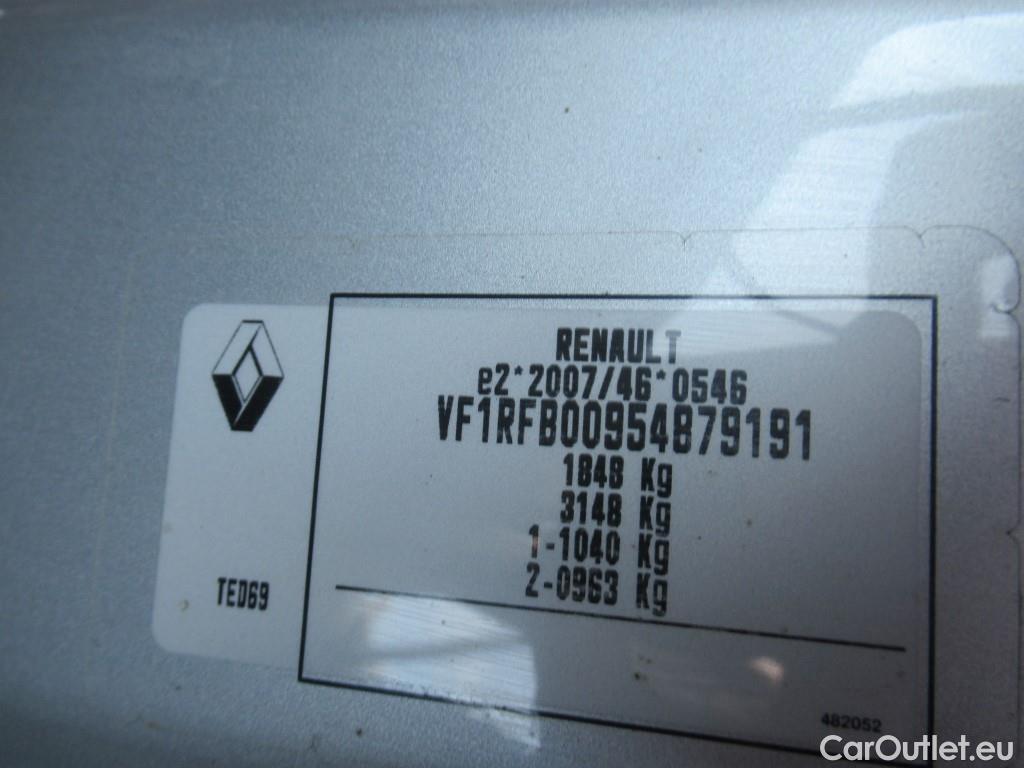 RENAULT
e2*2007/46*0546
VF1RFB00954879191
1848 Kg
3148 Kg
1-1040 Kg
2-0963 Kg
TED69
482052
CarOutlet.eu